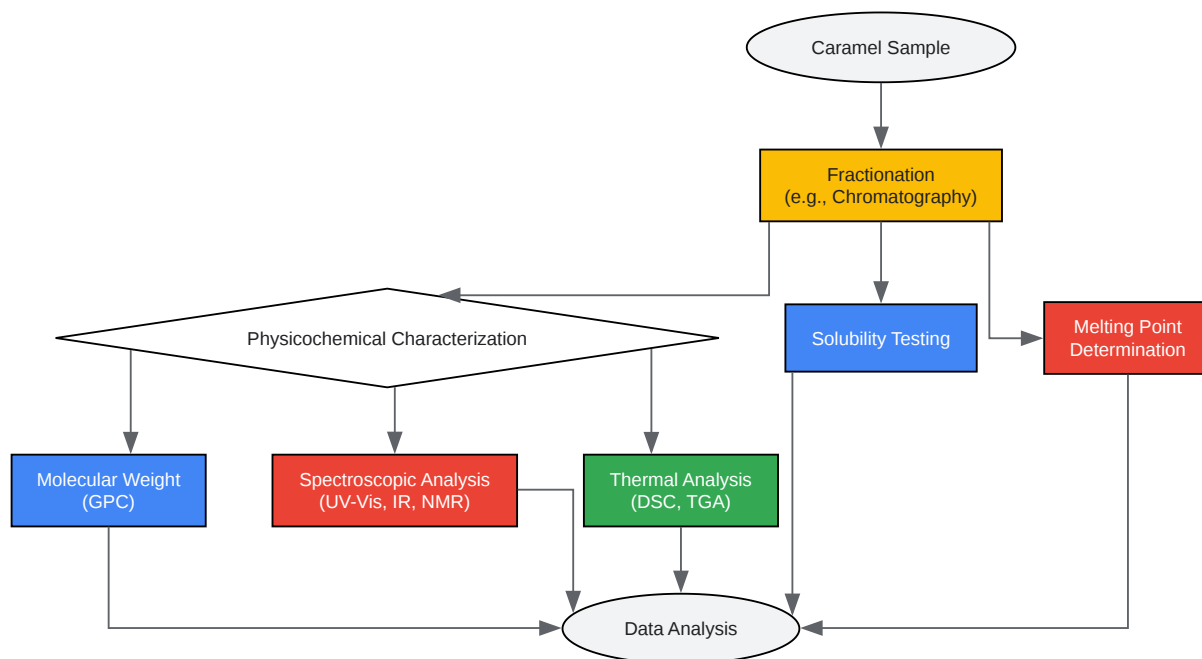 Caramel Sample
Fractionation
(e.g., Chromatography)
Physicochemical Characterization
Solubility Testing
Melting Point
Determination
Molecular Weight
(GPC)
Spectroscopic Analysis
(UV-Vis, IR, NMR)
Thermal Analysis
(DSC, TGA)
Data Analysis